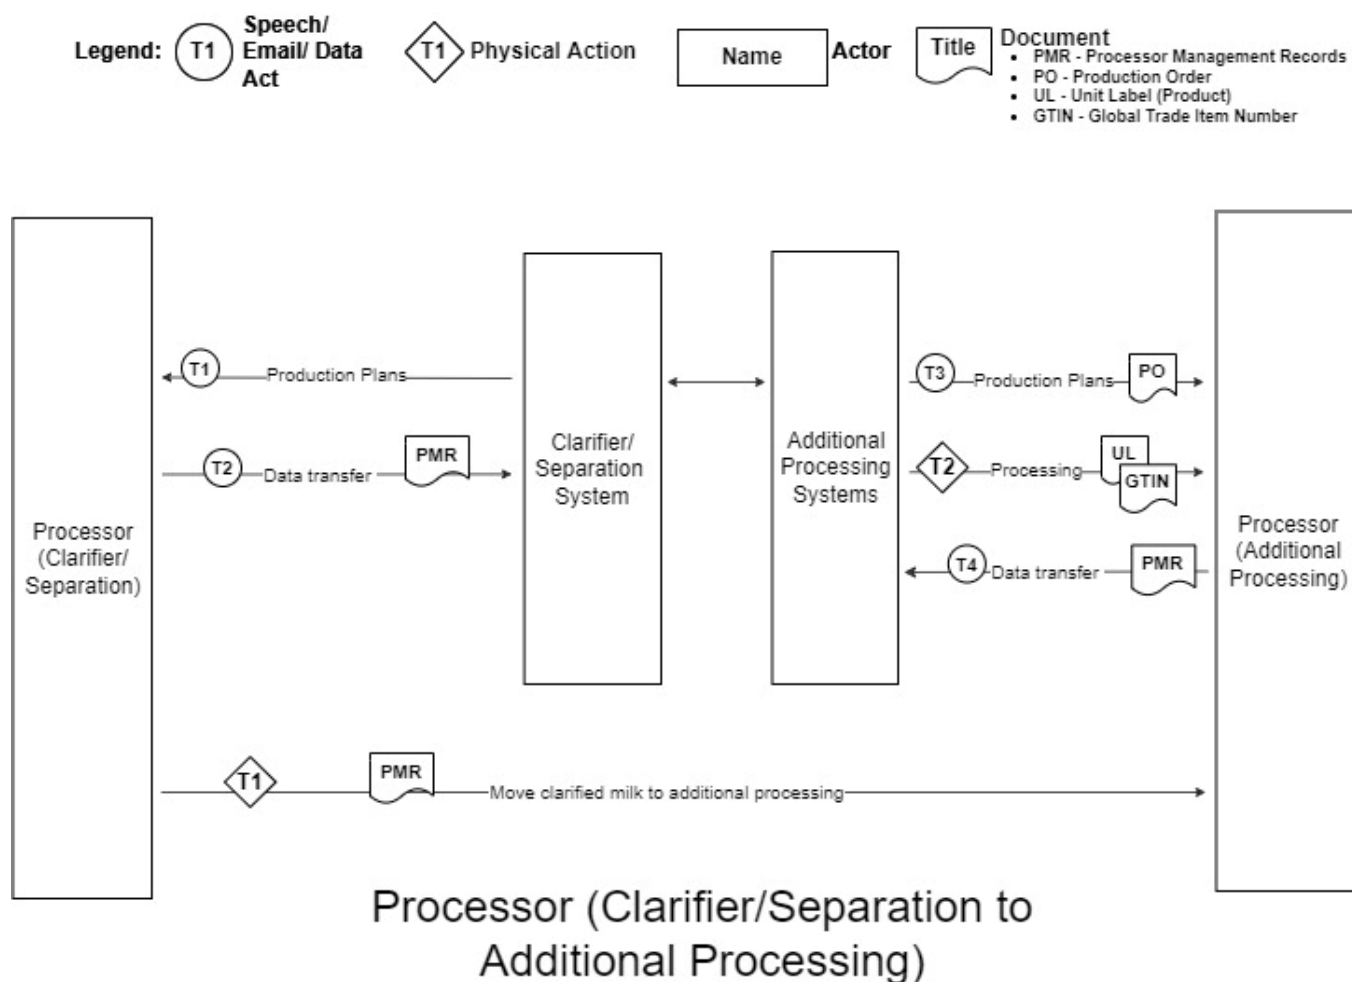 Legend:
T1
Speech/
Email/ Data
Act
T1
Physical Action
Name
Actor
Title
Document
• PMR - Processor Management Records
• PO - Production Order
• UL - Unit Label (Product)
• GTIN - Global Trade Item Number
Processor
(Clarifier/
Separation)
T1
Production Plans
T2
Data transfer
PMR
Clarifier/
Separation
System
Additional
Processing
Systems
T3
Production Plans
PO
T2
Processing
UL
GTIN
T4
Data transfer
PMR
Processor
(Additional
Processing)
T1
PMR
Move clarified milk to additional processing
Processor (Clarifier/Separation to
Additional Processing)